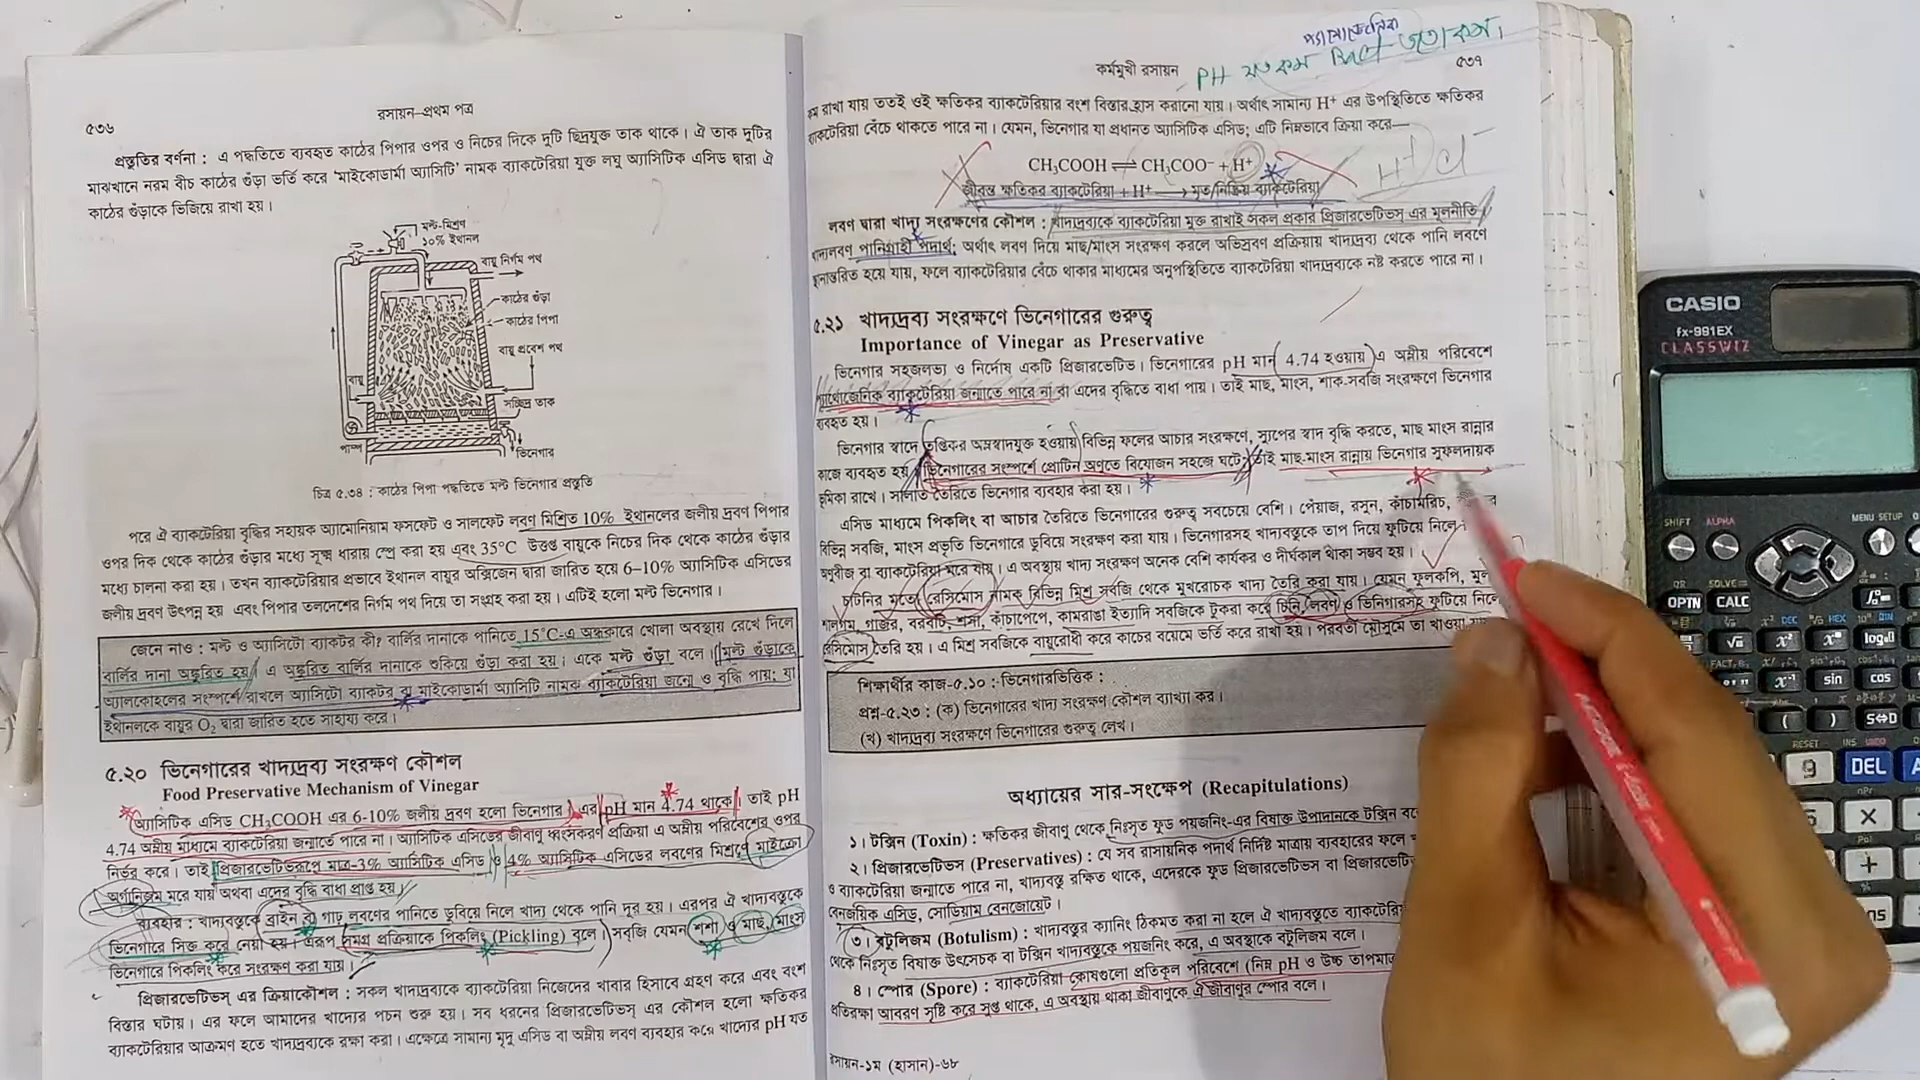 ৫৩৬
রসায়ন–প্রথম পত্র
প্রস্তুতির বর্ণনা : এ পদ্ধতিতে ব্যবহৃত কাঠের পিপার ওপর ও নিচের দিকে দুটি ছিদ্রযুক্ত তাক থাকে। ঐ তাক দুটির
মাঝখানে নরম বীচ কাঠের গুঁড়া ভর্তি করে ‘মাইকোডার্মা অ্যাসিটি’ নামক ব্যাকটেরিয়া যুক্ত লঘু অ্যাসিটিক এসিড দ্বারা ঐ
কাঠের গুঁড়াকে ভিজিয়ে রাখা হয়।
মল্ট-মিশ্রণ
১০% ইথানল
বায়ু নির্গম পথ
কাঠের গুঁড়া
কাঠের পিপা
বায়ু প্রবেশ পথ
বায়ু
সচ্ছিদ্র তাক
পাম্প
ভিনেগার
চিত্র ৫.৩৪ : কাঠের পিপা পদ্ধতিতে মল্ট ভিনেগার প্রস্তুতি
পরে ঐ ব্যাকটেরিয়া বৃদ্ধির সহায়ক অ্যামোনিয়াম ফসফেট ও সালফেট লবণ মিশ্রিত 10% ইথানলের জলীয় দ্রবণ পিপার
ওপর দিক থেকে কাঠের গুঁড়ার মধ্যে সূক্ষ্ম ধারায় স্প্রে করা হয় এবং 35°C উত্তপ্ত বায়ুকে নিচের দিক থেকে কাঠের গুঁড়ার
মধ্যে চালনা করা হয়। তখন ব্যাকটেরিয়ার প্রভাবে ইথানল বায়ুর অক্সিজেন দ্বারা জারিত হয়ে 6–10% অ্যাসিটিক এসিডের
জলীয় দ্রবণ উৎপন্ন হয় এবং পিপার তলদেশের নির্গম পথ দিয়ে তা সংগ্রহ করা হয়। এটিই হলো মল্ট ভিনেগার।
জেনে নাও : মল্ট ও অ্যাসিটো ব্যাকটর কী? বার্লির দানাকে পানিতে 15°C-এ অন্ধকারে খোলা অবস্থায় রেখে দিলে
বার্লির দানা অঙ্কুরিত হয়। এ অঙ্কুরিত বার্লির দানাকে শুকিয়ে গুঁড়া করা হয়। একে মল্ট গুঁড়া বলে। মল্ট গুঁড়াকে
অ্যালকোহলের সংস্পর্শে রাখলে অ্যাসিটো ব্যাকটর বা মাইকোডার্মা অ্যাসিটি নামক ব্যাকটেরিয়া জন্মে ও বৃদ্ধি পায়; যা
ইথানলকে বায়ুর O₂ দ্বারা জারিত হতে সাহায্য করে।
৫.২০ ভিনেগারের খাদ্যদ্রব্য সংরক্ষণ কৌশল
Food Preservative Mechanism of Vinegar
অ্যাসিটিক এসিড CH₃COOH এর 6-10% জলীয় দ্রবণ হলো ভিনেগার। এর pH মান 4.74 থাকে। তাই pH
4.74 অম্লীয় মাধ্যমে ব্যাকটেরিয়া জন্মাতে পারে না। অ্যাসিটিক এসিডের জীবাণু ধ্বংসকরণ প্রক্রিয়া এ অম্লীয় পরিবেশের ওপর
নির্ভর করে। তাই প্রিজারভেটিভরূপে মাত্র-3% অ্যাসিটিক এসিড ও 4% অ্যাসিটিক এসিডের লবণের মিশ্রণে মাইক্রো
অর্গানিজম মরে যায় অথবা এদের বৃদ্ধি বাধা প্রাপ্ত হয়।
ব্যবহার : খাদ্যবস্তুকে ব্রাইন বা গাঢ় লবণের পানিতে ডুবিয়ে নিলে খাদ্য থেকে পানি দূর হয়। এরপর ঐ খাদ্যবস্তুকে
ভিনেগারে সিক্ত করে নেয়া হয়। এরূপ সমগ্র প্রক্রিয়াকে পিকলিং (Pickling) বলে। সবজি যেমন শশা ও মাছ, মাংস
ভিনেগারে পিকলিং করে সংরক্ষণ করা যায়।
প্রিজারভেটিভস্ এর ক্রিয়াকৌশল : সকল খাদ্যদ্রব্যকে ব্যাকটেরিয়া নিজেদের খাবার হিসাবে গ্রহণ করে এবং বংশ
বিস্তার ঘটায়। এর ফলে আমাদের খাদ্যের পচন শুরু হয়। সব ধরনের প্রিজারভেটিভস্ এর কৌশল হলো ক্ষতিকর
ব্যাকটেরিয়ার আক্রমণ হতে খাদ্যদ্রব্যকে রক্ষা করা। এক্ষেত্রে সামান্য মৃদু এসিড বা অম্লীয় লবণ ব্যবহার করে খাদ্যের pH যত
প্যাথোজেনিক
PH যত কম Bact ততো কম।
কর্মমুখী রসায়ন
৫৩৭
কম রাখা যায় ততই ওই ক্ষতিকর ব্যাকটেরিয়ার বংশ বিস্তার হ্রাস করানো যায়। অর্থাৎ সামান্য H⁺ এর উপস্থিতিতে ক্ষতিকর
ব্যাকটেরিয়া বেঁচে থাকতে পারে না। যেমন, ভিনেগার যা প্রধানত অ্যাসিটিক এসিড; এটি নিম্নভাবে ক্রিয়া করে—
CH₃COOH ⇌ CH₃COO⁻ + H⁺
H⁺ Cl⁻
জীবন্ত ক্ষতিকর ব্যাকটেরিয়া + H⁺ ⟶ মৃত/নিষ্ক্রিয় ব্যাকটেরিয়া
লবণ দ্বারা খাদ্য সংরক্ষণের কৌশল : খাদ্যদ্রব্যকে ব্যাকটেরিয়া মুক্ত রাখাই সকল প্রকার প্রিজারভেটিভস্ এর মূলনীতি।
খাদ্যলবণ পানিগ্রাহী পদার্থ; অর্থাৎ লবণ দিয়ে মাছ/মাংস সংরক্ষণ করলে অভিস্রবণ প্রক্রিয়ায় খাদ্যদ্রব্য থেকে পানি লবণে
স্থানান্তরিত হয়ে যায়, ফলে ব্যাকটেরিয়ার বেঁচে থাকার মাধ্যমের অনুপস্থিতিতে ব্যাকটেরিয়া খাদ্যদ্রব্যকে নষ্ট করতে পারে না।
৫.২১ খাদ্যদ্রব্য সংরক্ষণে ভিনেগারের গুরুত্ব
Importance of Vinegar as Preservative
ভিনেগার সহজলভ্য ও নির্দোষ একটি প্রিজারভেটিভ। ভিনেগারের pH মান 4.74 হওয়ায় এ অম্লীয় পরিবেশে
প্যাথোজেনিক ব্যাকটেরিয়া জন্মাতে পারে না বা এদের বৃদ্ধিতে বাধা পায়। তাই মাছ, মাংস, শাক-সবজি সংরক্ষণে ভিনেগার
ব্যবহৃত হয়।
ভিনেগার স্বাদে তৃপ্তিকর অম্লস্বাদযুক্ত হওয়ায় বিভিন্ন ফলের আচার সংরক্ষণে, স্যুপের স্বাদ বৃদ্ধি করতে, মাছ মাংস রান্নার
কাজে ব্যবহৃত হয়। ভিনেগারের সংস্পর্শে প্রোটিন অণুতে বিযোজন সহজে ঘটে; তাই মাছ-মাংস রান্নায় ভিনেগার সুফলদায়ক
ভূমিকা রাখে। সালাত তৈরিতে ভিনেগার ব্যবহার করা হয়।
এসিড মাধ্যমে পিকলিং বা আচার তৈরিতে ভিনেগারের গুরুত্ব সবচেয়ে বেশি। পেঁয়াজ, রসুন, কাঁচামরিচ,
বিভিন্ন সবজি, মাংস প্রভৃতি ভিনেগারে ডুবিয়ে সংরক্ষণ করা যায়। ভিনেগারসহ খাদ্যবস্তুকে তাপ দিয়ে ফুটিয়ে নিলে
অণুবীজ বা ব্যাকটেরিয়া মরে যায়। এ অবস্থায় খাদ্য সংরক্ষণ অনেক বেশি কার্যকর ও দীর্ঘকাল থাকা সম্ভব হয়।
চাটনির মতো রেসিমোস নামক বিভিন্ন মিশ্র সবজি থেকে মুখরোচক খাদ্য তৈরি করা যায়। যেমন ফুলকপি,
শালগম, গাজর, বরবটি, শসা, কাঁচাপেপে, কামরাঙা ইত্যাদি সবজিকে টুকরা করে চিনি, লবণ ও ভিনিগারসহ ফুটিয়ে নিলে
রেসিমোস তৈরি হয়। এ মিশ্র সবজিকে বায়ুরোধী করে কাচের বয়েমে ভর্তি করে রাখা হয়। পরবর্তী মৌসুমে তা খাওয়া
শিক্ষার্থীর কাজ-৫.১০ : ভিনেগারভিত্তিক :
প্রশ্ন-৫.২৩ : (ক) ভিনেগারের খাদ্য সংরক্ষণ কৌশল ব্যাখ্যা কর।
(খ) খাদ্যদ্রব্য সংরক্ষণে ভিনেগারের গুরুত্ব লেখ।
অধ্যায়ের সার-সংক্ষেপ (Recapitulations)
১। টক্সিন (Toxin) : ক্ষতিকর জীবাণু থেকে নিঃসৃত ফুড পয়জনিং-এর বিষাক্ত উপাদানকে টক্সিন
২। প্রিজারভেটিভস (Preservatives) : যে সব রাসায়নিক পদার্থ নির্দিষ্ট মাত্রায় ব্যবহারের ফলে
ও ব্যাকটেরিয়া জন্মাতে পারে না, খাদ্যবস্তু রক্ষিত থাকে, এদেরকে ফুড প্রিজারভেটিভস বা
বেনজয়িক এসিড, সোডিয়াম বেনজোয়েট।
৩। বটুলিজম (Botulism) : খাদ্যবস্তুর ক্যানিং ঠিকমত করা না হলে ঐ খাদ্যবস্তুতে
থেকে নিঃসৃত বিষাক্ত উৎসেচক বা টক্সিন খাদ্যবস্তুকে পয়জনিং করে, এ অবস্থাকে বটুলিজম বলে।
৪। স্পোর (Spore) : ব্যাকটেরিয়া কোষগুলো প্রতিকূল পরিবেশে (নিম্ন pH ও উচ্চ
প্রতিরক্ষা আবরণ সৃষ্টি করে সুপ্ত থাকে, এ অবস্থায় থাকা জীবাণুকে ঐ জীবাণুর স্পোর বলে।
রসায়ন-১ম (হাসান)-৬৮
CASIO
fx-991EX
CLASSWIZ
SHIFT ALPHA MENU SETUP
OPTN CALC
SOLVE
sin cos
( ) S⇔D
RESET
INS
9 DEL
×
+
Ans